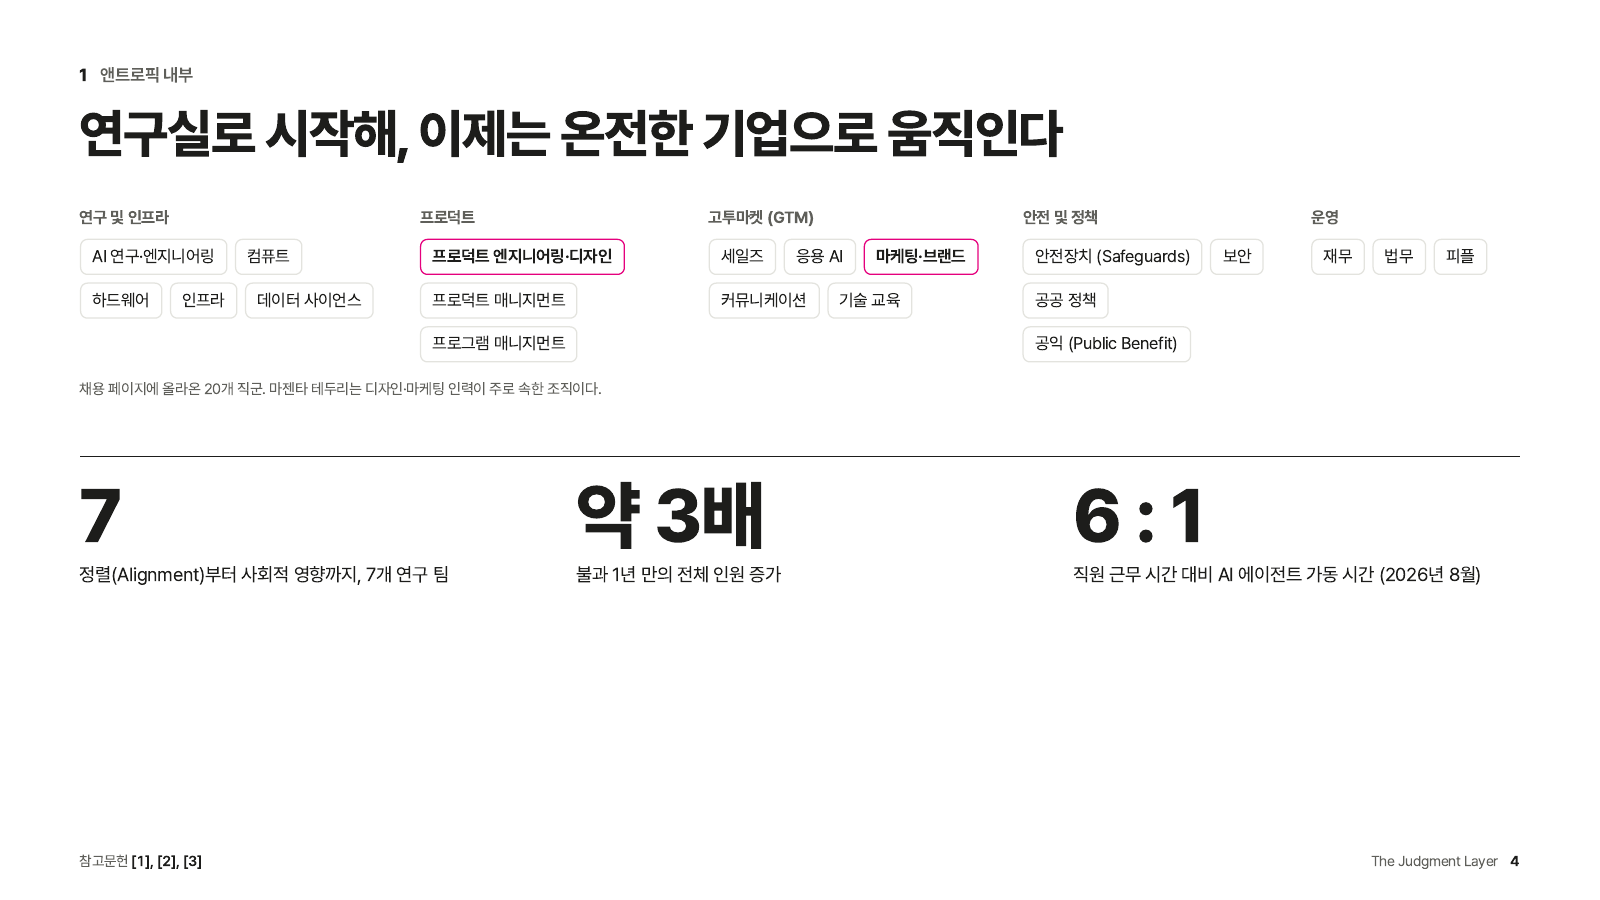 1 앤트로픽 내부
연구실로 시작해, 이제는 온전한 기업으로 움직인다
연구 및 인프라
AI 연구·엔지니어링 컴퓨트
하드웨어 인프라 데이터 사이언스
프로덕트
프로덕트 엔지니어링·디자인
프로덕트 매니지먼트
프로그램 매니지먼트
고투마켓 (GTM)
세일즈 응용 AI 마케팅·브랜드
커뮤니케이션 기술 교육
안전 및 정책
안전장치 (Safeguards) 보안
공공 정책
공익 (Public Benefit)
운영
재무 법무 피플
채용 페이지에 올라온 20개 직군. 마젠타 테두리는 디자인·마케팅 인력이 주로 속한 조직이다.
7
정렬(Alignment)부터 사회적 영향까지, 7개 연구 팀
약 3배
불과 1년 만의 전체 인원 증가
6 : 1
직원 근무 시간 대비 AI 에이전트 가동 시간 (2026년 8월)
참고문헌 [1], [2], [3]
The Judgment Layer 4